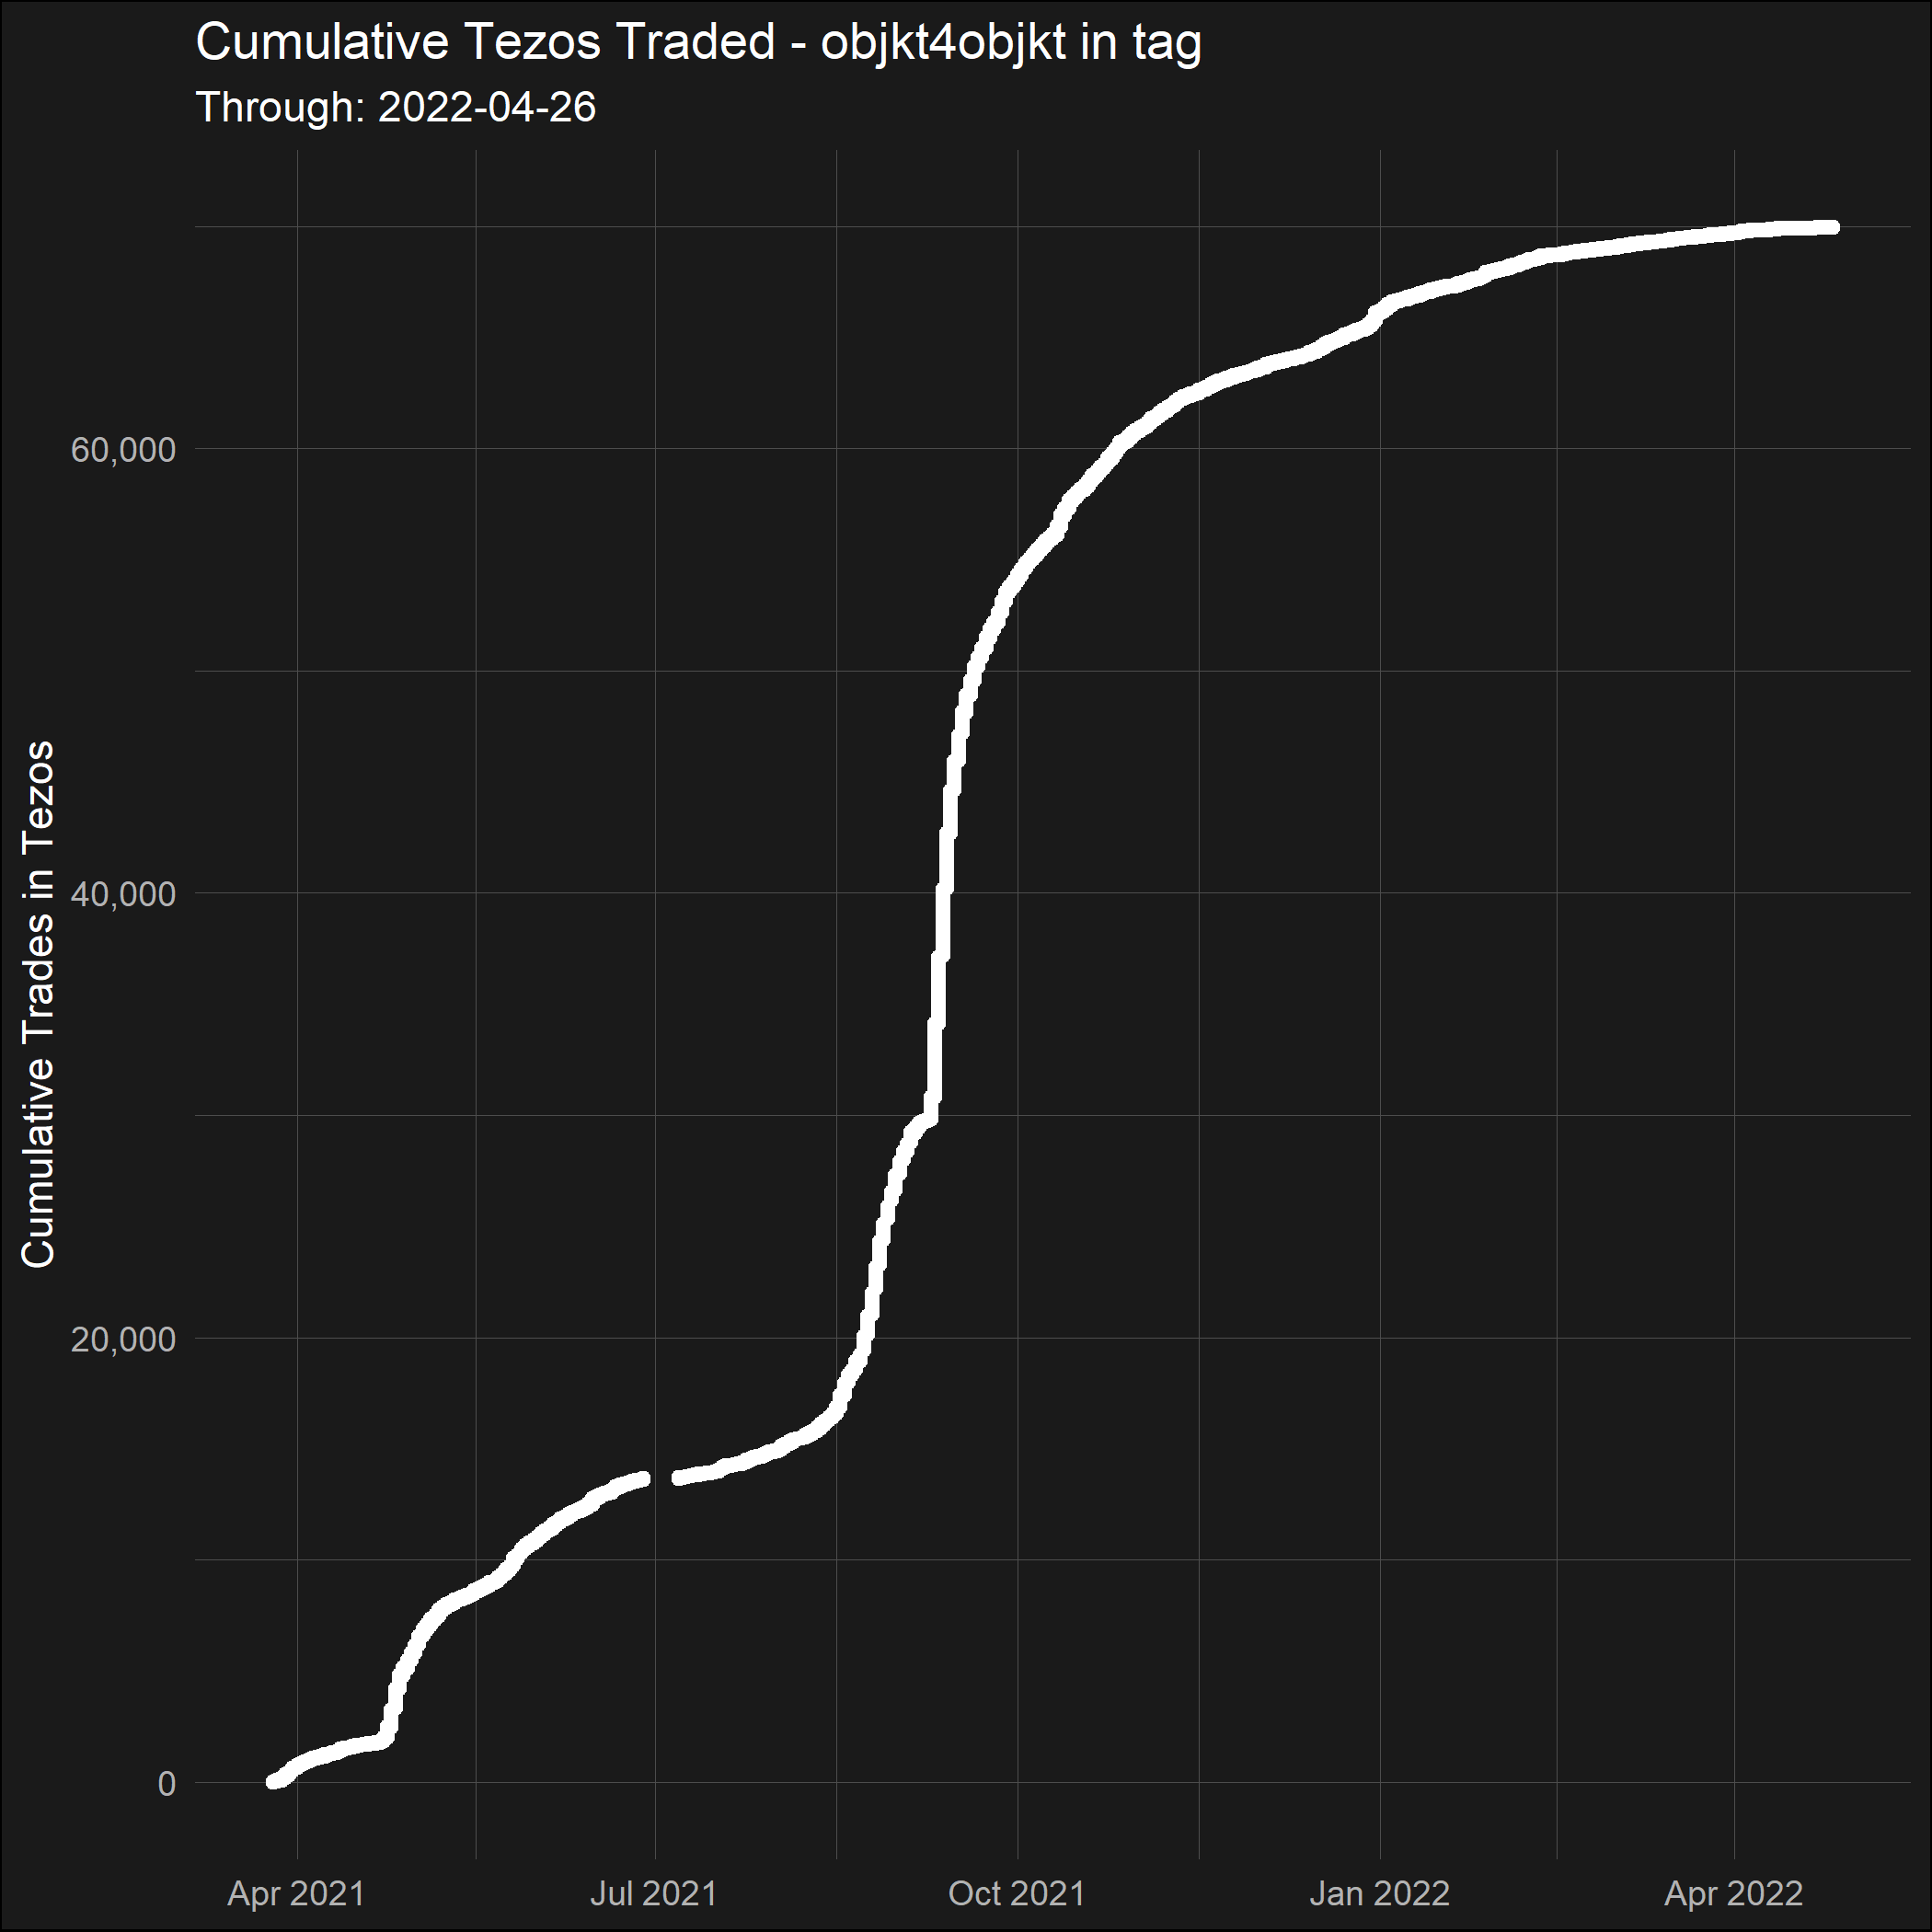 Cumulative Tezos Traded - objkt4objkt in tag
Through: 2022-04-26
Cumulative Trades in Tezos
60,000
40,000
20,000
0
Apr 2021
Jul 2021
Oct 2021
Jan 2022
Apr 2022